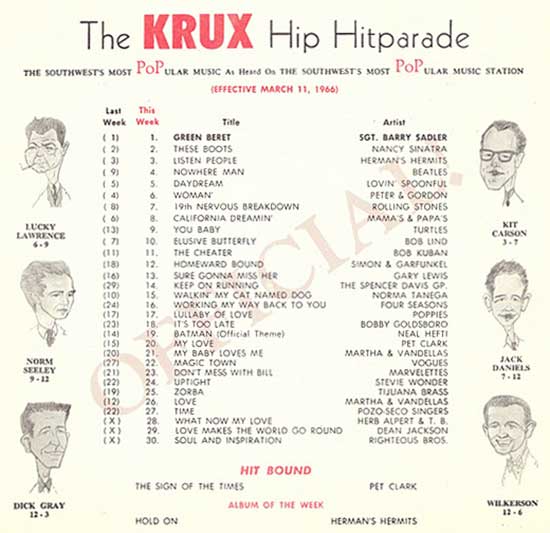 The KRUX Hip Hitparade
THE SOUTHWEST'S MOST POPULAR MUSIC As Heard On THE SOUTHWEST'S MOST POPULAR MUSIC STATION
(EFFECTIVE MARCH 11, 1966)
Last Week This Week Title Artist
(1) 1. GREEN BERET SGT. BARRY SADLER
(2) 2. THESE BOOTS NANCY SINATRA
(3) 3. LISTEN PEOPLE HERMAN'S HERMITS
(9) 4. NOWHERE MAN BEATLES
(5) 5. DAYDREAM LOVIN' SPOONFUL
(4) 6. WOMAN' PETER & GORDON
(8) 7. 19th NERVOUS BREAKDOWN ROLLING STONES
(6) 8. CALIFORNIA DREAMIN' MAMA'S & PAPA'S
(13) 9. YOU BABY TURTLES
(7) 10. ELUSIVE BUTTERFLY BOB LIND
(11) 11. THE CHEATER BOB KUBAN
(18) 12. HOMEWARD BOUND SIMON & GARFUNKEL
(16) 13. SURE GONNA MISS HER GARY LEWIS
(29) 14. KEEP ON RUNNING THE SPENCER DAVIS GP.
(10) 15. WALKIN' MY CAT NAMED DOG NORMA TANEGA
(24) 16. WORKING MY WAY BACK TO YOU FOUR SEASONS
(17) 17. LULLABY OF LOVE POPPIES
(23) 18. IT'S TOO LATE BOBBY GOLDSBORO
(14) 19. BATMAN (Official Theme) NEAL HEFTI
(15) 20. MY LOVE PET CLARK
(20) 21. MY BABY LOVES ME MARTHA & VANDELLAS
(27) 22. MAGIC TOWN VOGUES
(21) 23. DON'T MESS WITH BILL MARVELETTES
(22) 24. UPTIGHT STEVIE WONDER
(19) 25. ZORBA TIJUANA BRASS
(12) 26. LOVE MARTHA & VANDELLAS
(22) 27. TIME POZO-SECO SINGERS
(X) 28. WHAT NOW MY LOVE HERB ALPERT & T. B.
(X) 29. LOVE MAKES THE WORLD GO ROUND DEAN JACKSON
(X) 30. SOUL AND INSPIRATION RIGHTEOUS BROS.
HIT BOUND
THE SIGN OF THE TIMES PET CLARK
ALBUM OF THE WEEK
HOLD ON HERMAN'S HERMITS
LUCKY LAWRENCE
6 - 9
NORM SEELEY
9 - 12
DICK GRAY
12 - 3
KIT CARSON
3 - 7
JACK DANIELS
7 - 12
WILKERSON
12 - 6
OFFICIAL.